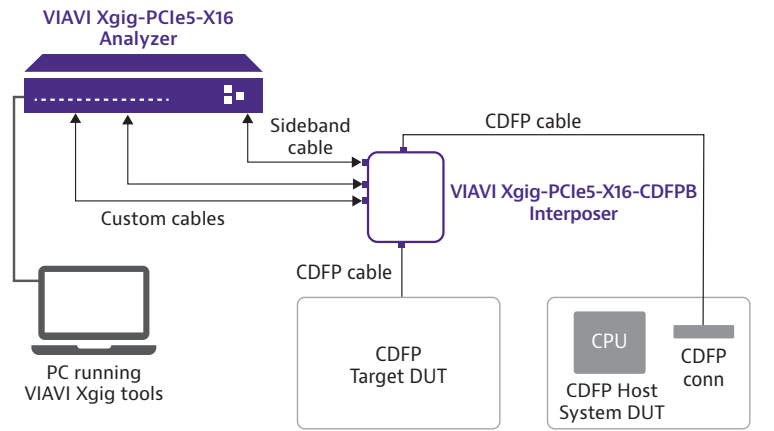 VIAVI Xgig-PCIe5-X16
Analyzer
Sideband
cable
CDFP cable
VIAVI Xgig-PCIe5-X16-CDFPB
Interposer
Custom cables
CDFP cable
PC running
VIAVI Xgig tools
CDFP
Target DUT
CPU
CDFP Host
System DUT
CDFP
conn